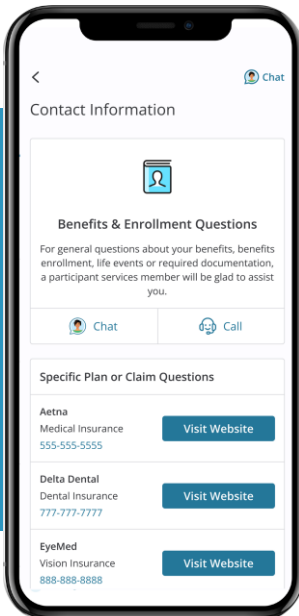 Chat
Contact Information
Benefits & Enrollment Questions
For general questions about your benefits, benefits
enrollment, life events or required documentation,
a participant services member will be glad to assist
you.
Chat
Call
Specific Plan or Claim Questions
Aetna
Medical Insurance
555-555-5555
Visit Website
Delta Dental
Dental Insurance
777-777-7777
Visit Website
EyeMed
Vision Insurance
888-888-8888
Visit Website